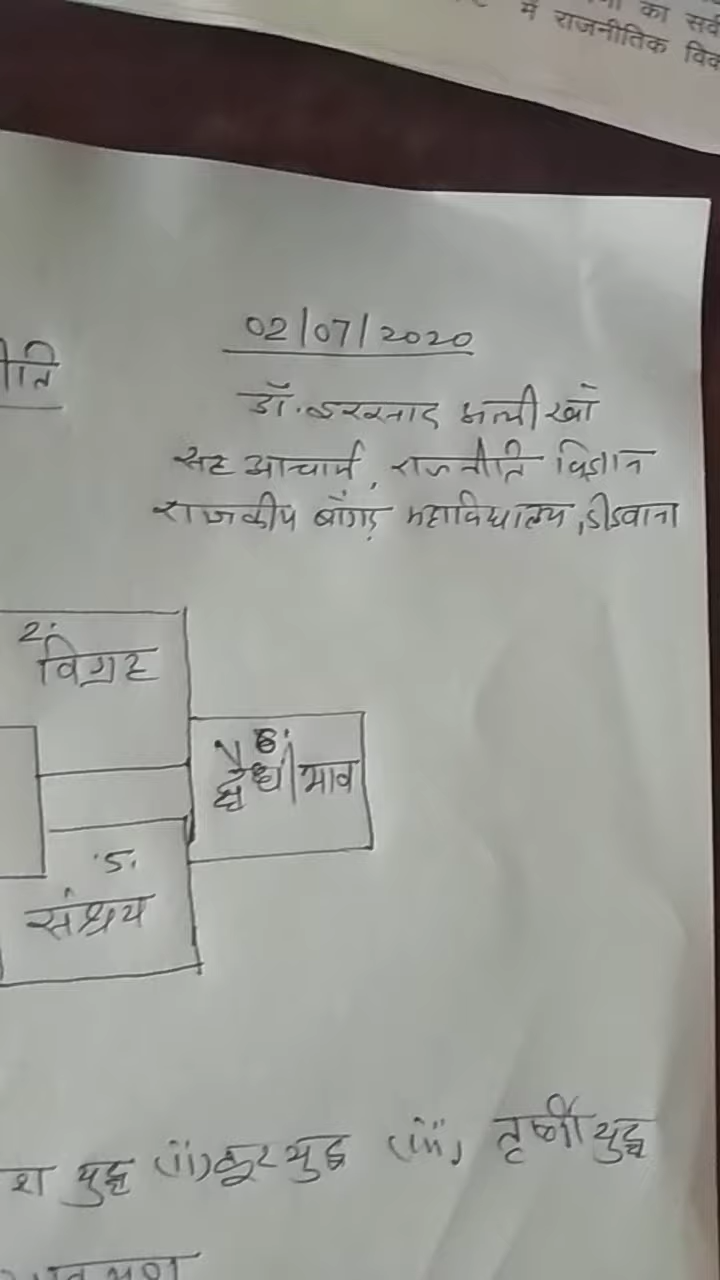 का सर्व
में राजनीतिक विक
02/07/2020
ीति
डॉ. अली खाँ
सह आचार्य, राजनीति विज्ञान
राजकीय बाँगड़ महाविद्यालय, डीडवाना
2.
विग्रह
6.
द्वैधीभाव
5.
संश्रय
श युद्ध (ii) कूट युद्ध (iii) तृष्णी युद्ध